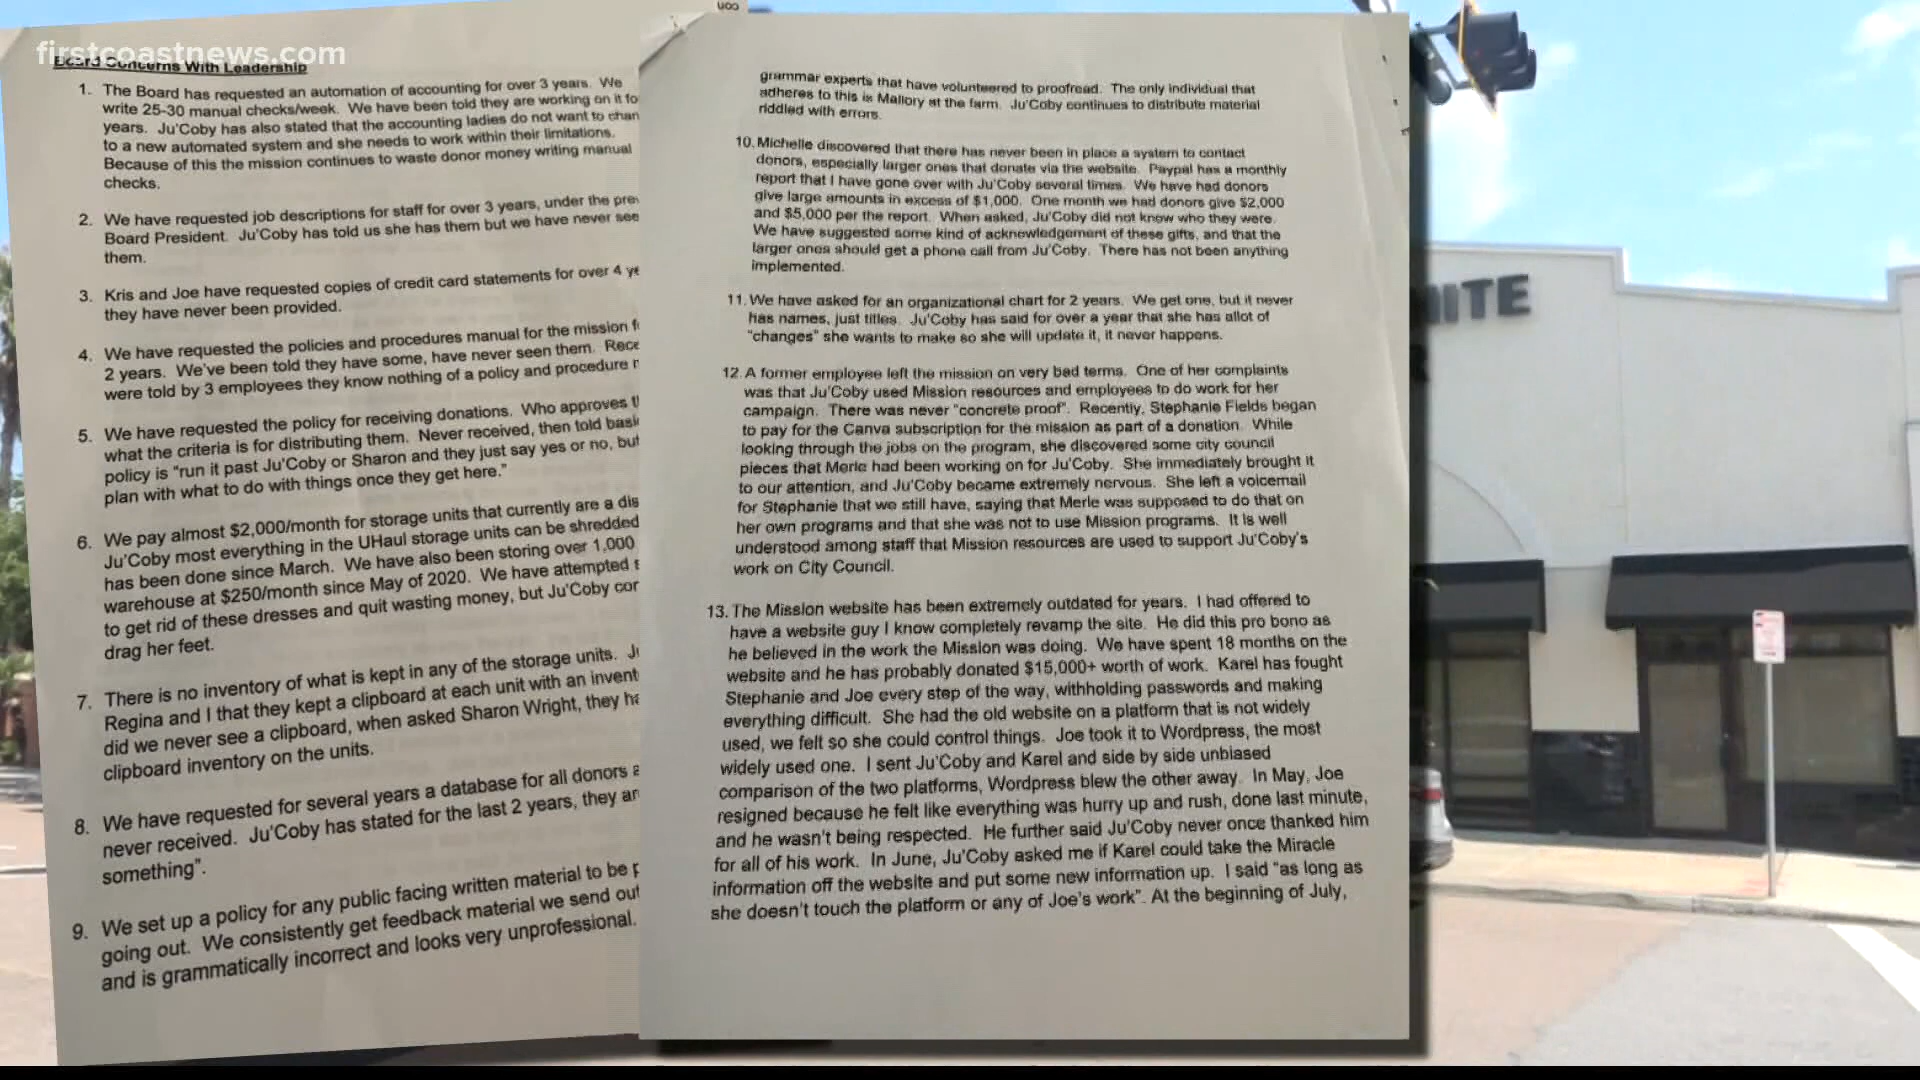 firstcoastnews.com
Board Concerns With Leadership
1. The Board has requested an automation of accounting for over 3 years. We
write 25-30 manual checks/week. We have been told they are working on it fo
years. Ju'Coby has also stated that the accounting ladies do not want to chan
to a new automated system and she needs to work within their limitations.
Because of this the mission continues to waste donor money writing manual
checks.
2. We have requested job descriptions for staff for over 3 years, under the prev
Board President. Ju'Coby has told us she has them but we have never see
them.
3. Kris and Joe have requested copies of credit card statements for over 4 ye
they have never been provided.
4. We have requested the policies and procedures manual for the mission f
2 years. We've been told they have some, have never seen them. Rece
were told by 3 employees they know nothing of a policy and procedure
5. We have requested the policy for receiving donations. Who approves t
what the criteria is for distributing them. Never received, then told basi
policy is "run it past Ju'Coby or Sharon and they just say yes or no, but
plan with what to do with things once they get here."
6. We pay almost $2,000/month for storage units that currently are a dis
Ju'Coby most everything in the UHaul storage units can be shredded
has been done since March. We have also been storing over 1,000
warehouse at $250/month since May of 2020. We have attempted
to get rid of these dresses and quit wasting money, but Ju'Coby con
drag her feet.
7. There is no inventory of what is kept in any of the storage units. Ju
Regina and I that they kept a clipboard at each unit with an invent
did we never see a clipboard, when asked Sharon Wright, they ha
clipboard inventory on the units.
8. We have requested for several years a database for all donors a
never received. Ju'Coby has stated for the last 2 years, they ar
something".
9. We set up a policy for any public facing written material to be p
going out. We consistently get feedback material we send out
and is grammatically incorrect and looks very unprofessional.
con
grammar experts that have volunteered to proofread. The only individual that
adheres to this is Mallory at the farm. Ju'Coby continues to distribute material
riddled with errors.
10. Michelle discovered that there has never been in place a system to contact
donors, especially larger ones that donate via the website. Paypal has a monthly
report that I have gone over with Ju'Coby several times. We have had donors
give large amounts in excess of $1,000. One month we had donors give $2,000
and $5,000 per the report. When asked, Ju'Coby did not know who they were.
We have suggested some kind of acknowledgement of these gifts, and that the
larger ones should get a phone call from Ju'Coby. There has not been anything
implemented.
11. We have asked for an organizational chart for 2 years. We get one, but it never
has names, just titles. Ju'Coby has said for over a year that she has allot of
"changes" she wants to make so she will update it, it never happens.
12. A former employee left the mission on very bad terms. One of her complaints
was that Ju'Coby used Mission resources and employees to do work for her
campaign. There was never "concrete proof". Recently, Stephanie Fields began
to pay for the Canva subscription for the mission as part of a donation. While
looking through the jobs on the program, she discovered some city council
pieces that Merle had been working on for Ju'Coby. She immediately brought it
to our attention, and Ju'Coby became extremely nervous. She left a voicemail
for Stephanie that we still have, saying that Merle was supposed to do that on
her own programs and that she was not to use Mission programs. It is well
understood among staff that Mission resources are used to support Ju'Coby's
work on City Council.
13. The Mission website has been extremely outdated for years. I had offered to
have a website guy I know completely revamp the site. He did this pro bono as
he believed in the work the Mission was doing. We have spent 18 months on the
website and he has probably donated $15,000+ worth of work. Karel has fought
Stephanie and Joe every step of the way, withholding passwords and making
everything difficult. She had the old website on a platform that is not widely
used, we felt so she could control things. Joe took it to Wordpress, the most
widely used one. I sent Ju'Coby and Karel and side by side unbiased
comparison of the two platforms, Wordpress blew the other away. In May, Joe
resigned because he felt like everything was hurry up and rush, done last minute,
and he wasn't being respected. He further said Ju'Coby never once thanked him
for all of his work. In June, Ju'Coby asked me if Karel could take the Miracle
information off the website and put some new information up. I said "as long as
she doesn't touch the platform or any of Joe's work". At the beginning of July,